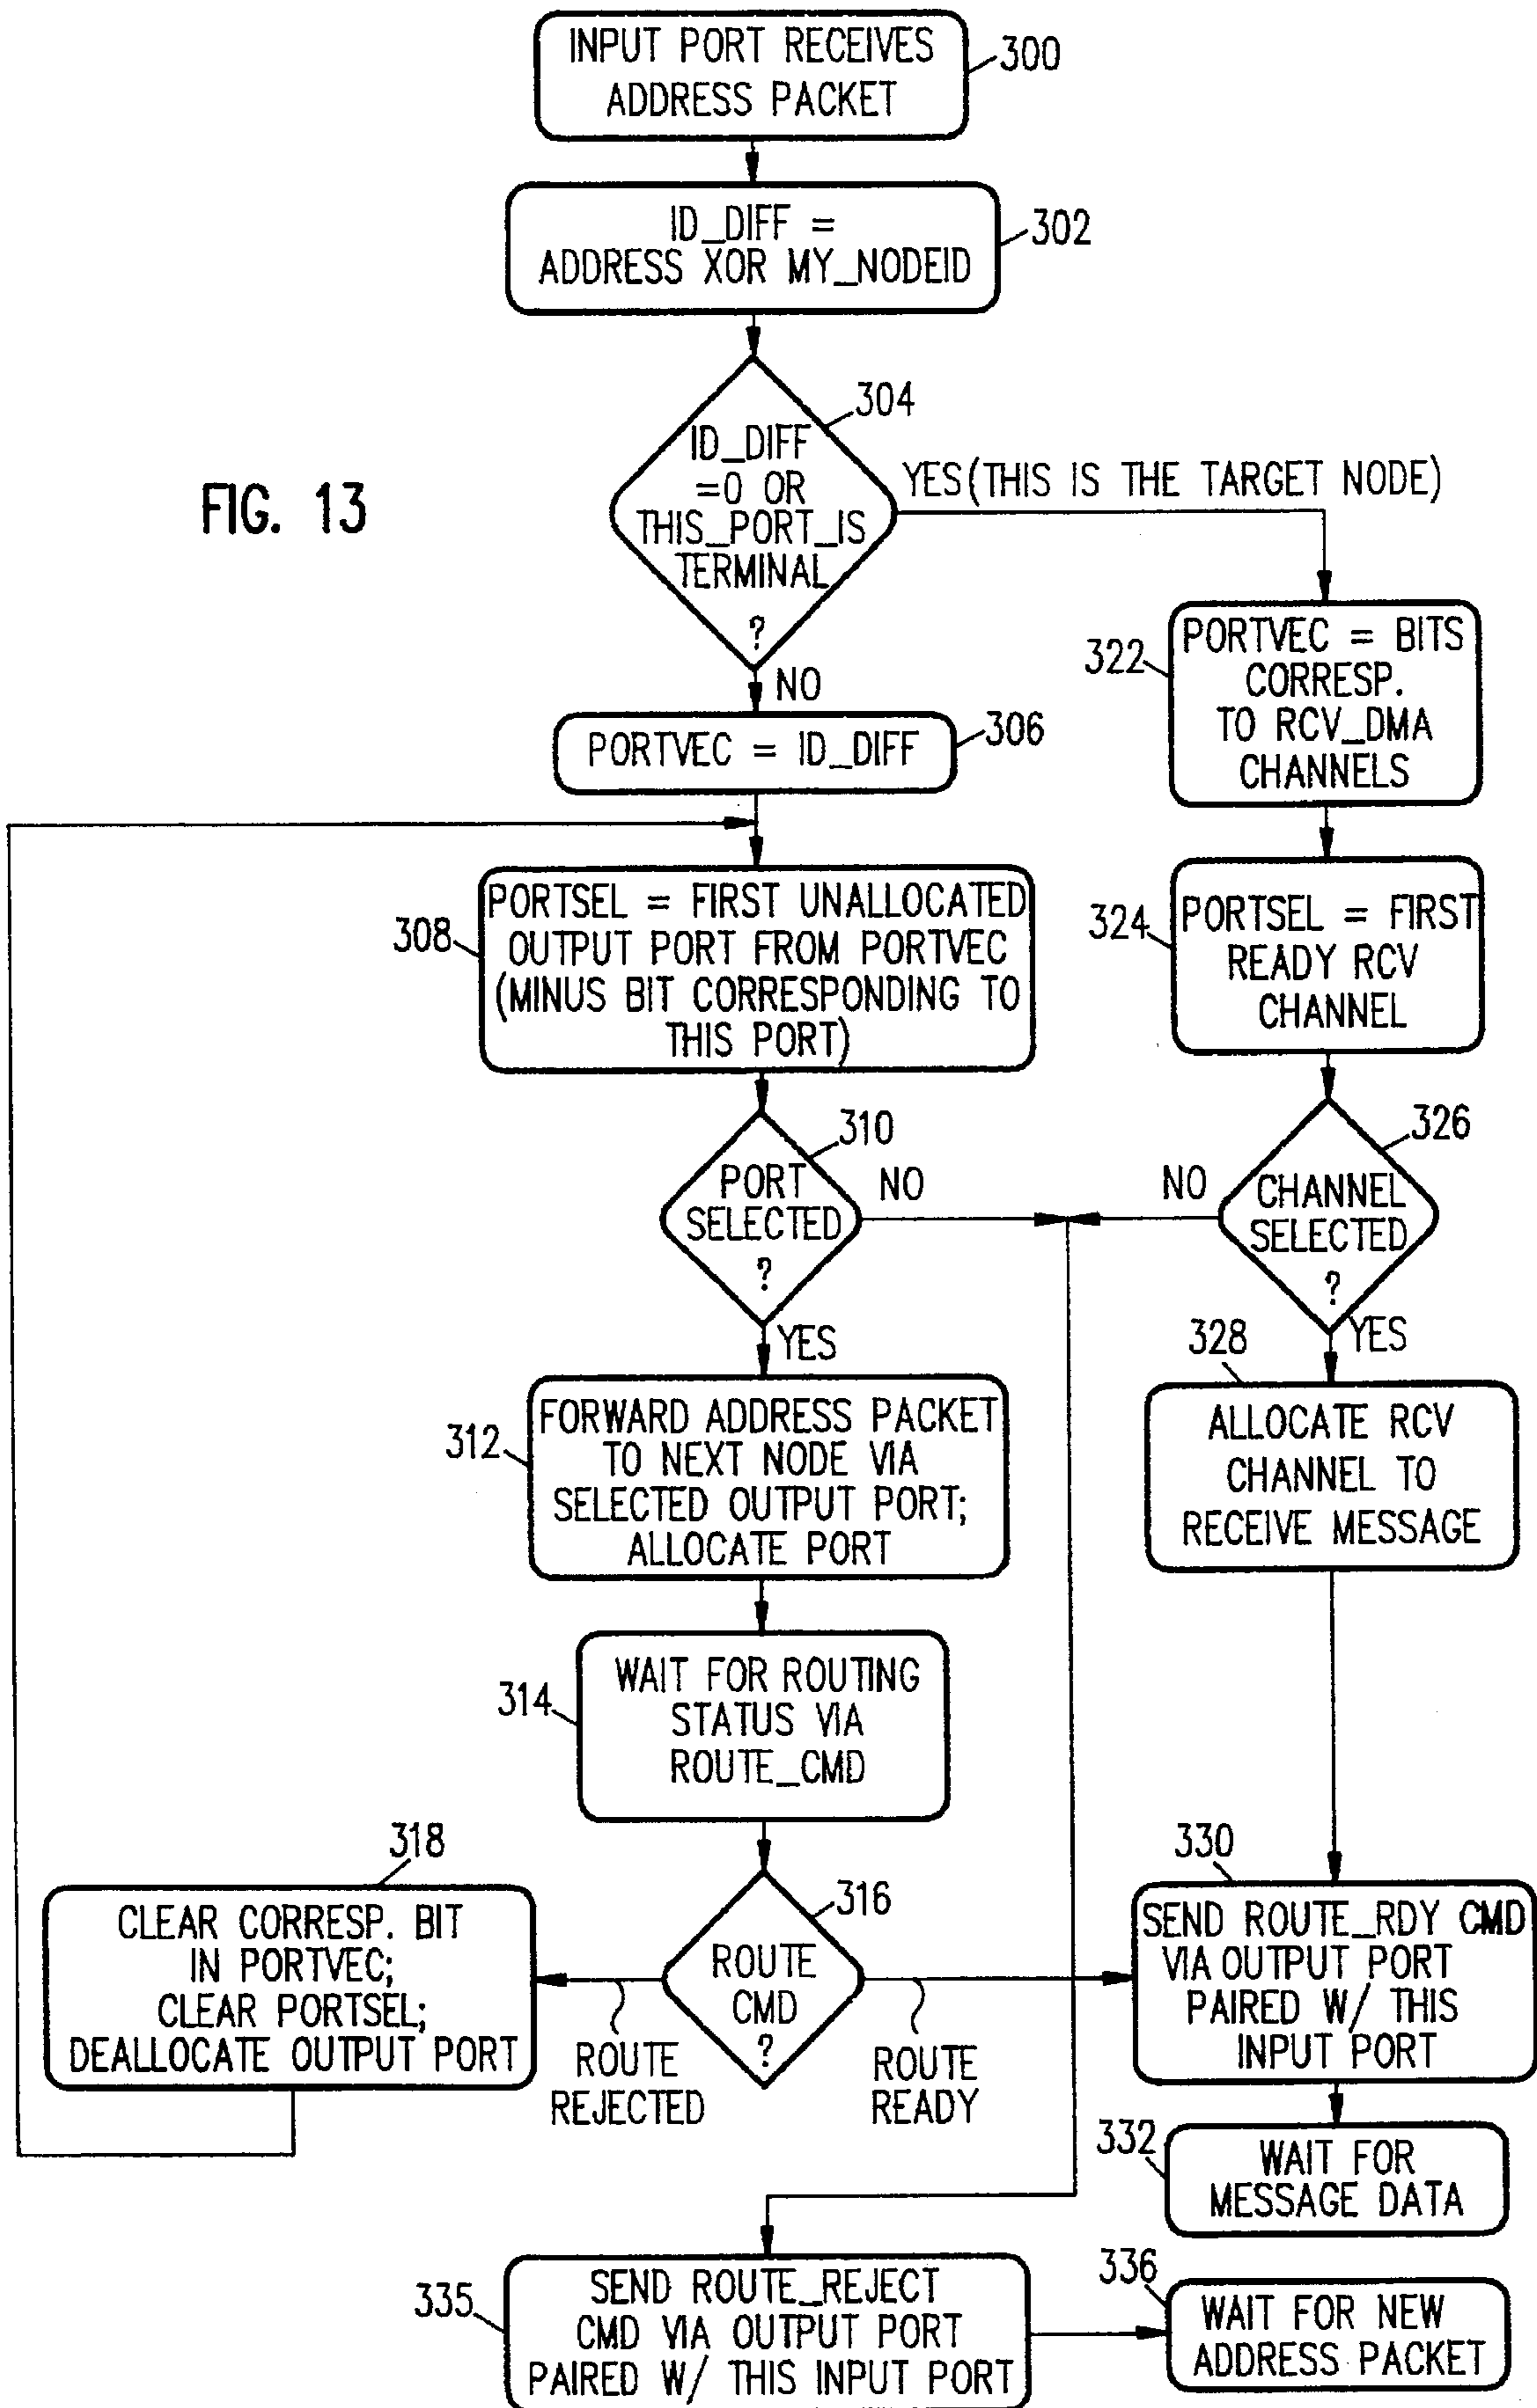 INPUT PORT RECEIVES
ADDRESS PACKET
300
ID_DIFF =
ADDRESS XOR MY_NODEID
302
FIG. 13
304
ID_DIFF
=0 OR
THIS_PORT_IS
TERMINAL
?
YES(THIS IS THE TARGET NODE)
NO
PORTVEC = ID_DIFF
306
322
PORTVEC = BITS
CORRESP.
TO RCV_DMA
CHANNELS
308
PORTSEL = FIRST UNALLOCATED
OUTPUT PORT FROM PORTVEC
(MINUS BIT CORRESPONDING TO
THIS PORT)
324
PORTSEL = FIRST
READY RCV
CHANNEL
310
PORT
SELECTED
?
NO
YES
326
NO
CHANNEL
SELECTED
?
YES
312
FORWARD ADDRESS PACKET
TO NEXT NODE VIA
SELECTED OUTPUT PORT;
ALLOCATE PORT
328
ALLOCATE RCV
CHANNEL TO
RECEIVE MESSAGE
314
WAIT FOR ROUTING
STATUS VIA
ROUTE_CMD
318
CLEAR CORRESP. BIT
IN PORTVEC;
CLEAR PORTSEL;
DEALLOCATE OUTPUT PORT
316
ROUTE
CMD
?
ROUTE
REJECTED
ROUTE
READY
330
SEND ROUTE_RDY CMD
VIA OUTPUT PORT
PAIRED W/ THIS
INPUT PORT
332
WAIT FOR
MESSAGE DATA
335
SEND ROUTE_REJECT
CMD VIA OUTPUT PORT
PAIRED W/ THIS INPUT PORT
336
WAIT FOR NEW
ADDRESS PACKET